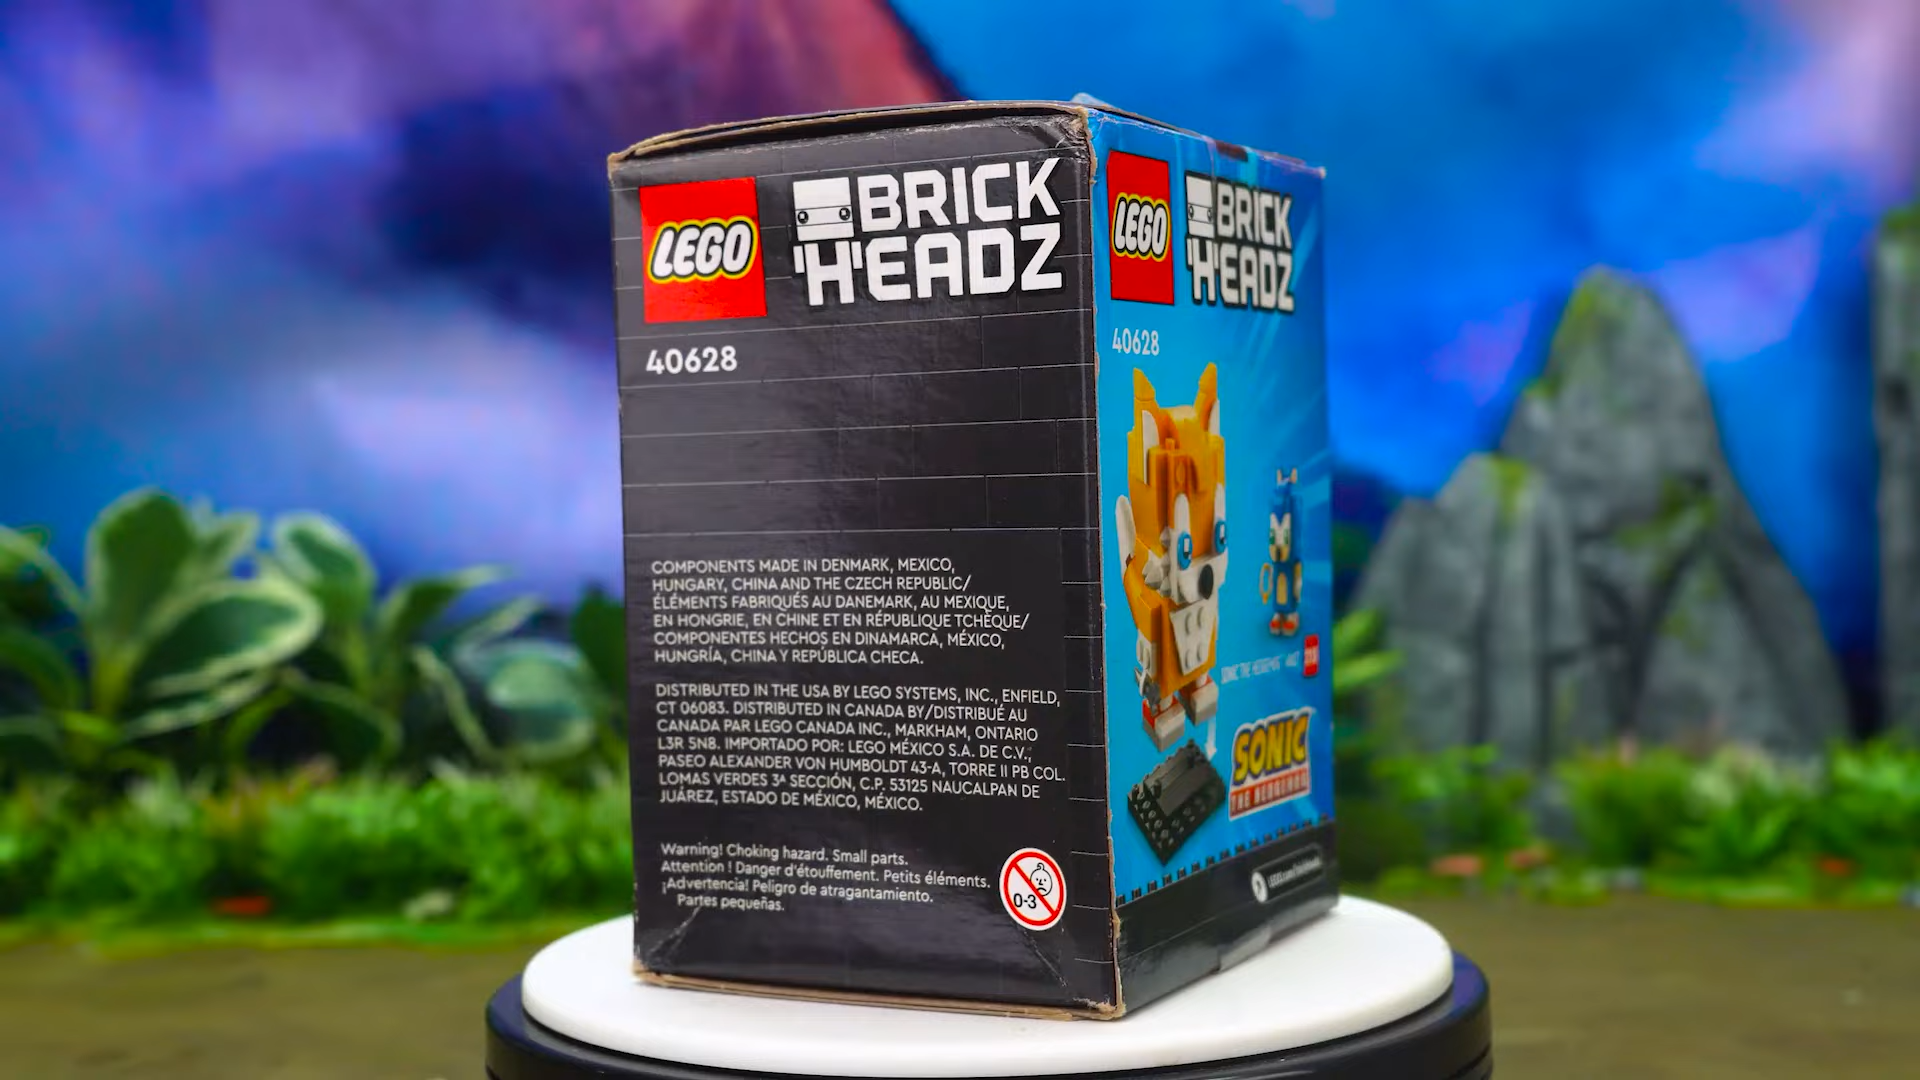 LEGO
BRICK
HEADZ
40628
COMPONENTS MADE IN DENMARK, MEXICO,
HUNGARY, CHINA AND THE CZECH REPUBLIC/
ÉLÉMENTS FABRIQUÉS AU DANEMARK, AU MEXIQUE,
EN HONGRIE, EN CHINE ET EN RÉPUBLIQUE TCHÈQUE/
COMPONENTES HECHOS EN DINAMARCA, MÉXICO,
HUNGRÍA, CHINA Y REPÚBLICA CHECA.
DISTRIBUTED IN THE USA BY LEGO SYSTEMS, INC., ENFIELD,
CT 06083. DISTRIBUTED IN CANADA BY/DISTRIBUÉ AU
CANADA PAR LEGO CANADA INC., MARKHAM, ONTARIO
L3R 5N8. IMPORTADO POR: LEGO MÉXICO S.A. DE C.V.,
PASEO ALEXANDER VON HUMBOLDT 43-A, TORRE II PB COL.
LOMAS VERDES 3ª SECCIÓN, C.P. 53125 NAUCALPAN DE
JUÁREZ, ESTADO DE MÉXICO, MÉXICO.
Warning! Choking hazard. Small parts.
Attention ! Danger d'étouffement. Petits éléments.
¡Advertencia! Peligro de atragantamiento.
Partes pequeñas.
0-3
LEGO
BRICK
HEADZ
40628
SONIC THE HEDGEHOG
SONIC
THE HEDGEHOG